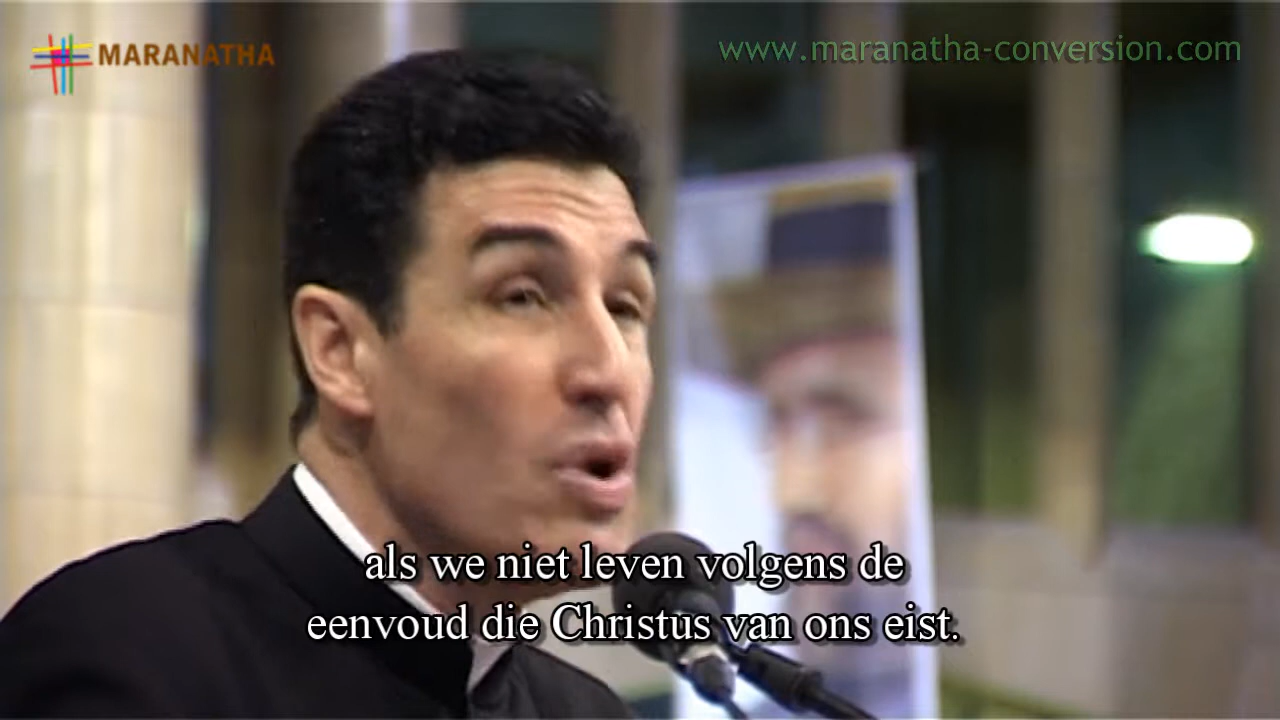 MARANATHA
www.maranatha-conversion.com
als we niet leven volgens de
eenvoud die Christus van ons eist.